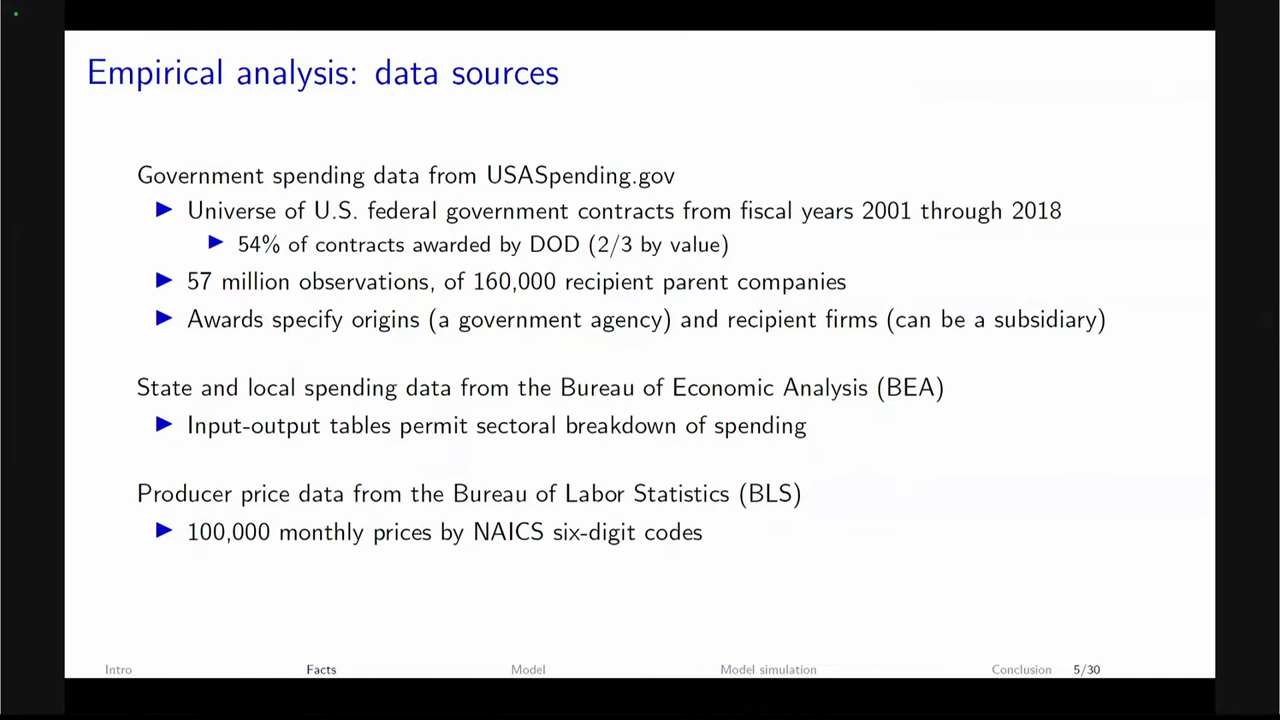 Empirical analysis: data sources
Government spending data from USASpending.gov
Universe of U.S. federal government contracts from fiscal years 2001 through 2018
54% of contracts awarded by DOD (2/3 by value)
57 million observations, of 160,000 recipient parent companies
Awards specify origins (a government agency) and recipient firms (can be a subsidiary)
State and local spending data from the Bureau of Economic Analysis (BEA)
Input-output tables permit sectoral breakdown of spending
Producer price data from the Bureau of Labor Statistics (BLS)
100,000 monthly prices by NAICS six-digit codes
Intro Facts Model Model simulation Conclusion 5/30